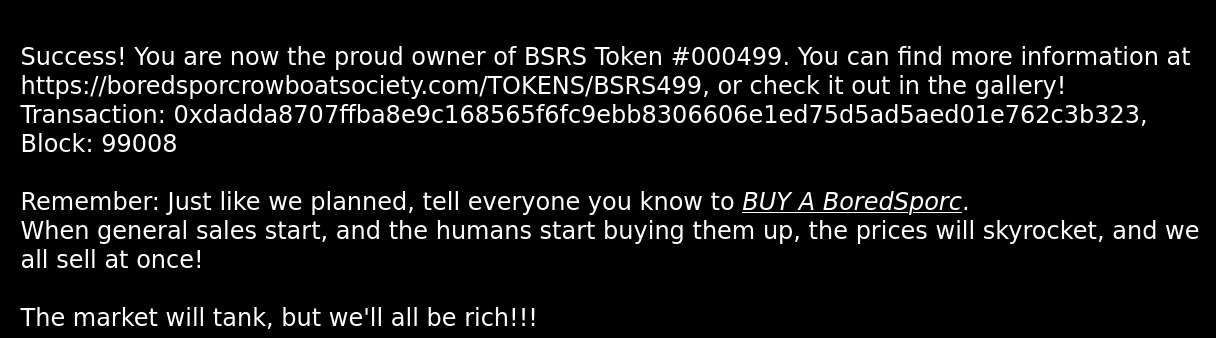 Success! You are now the proud owner of BSRS Token #000499. You can find more information at
https://boredsporcrowboatsociety.com/TOKENS/BSRS499, or check it out in the gallery!
Transaction: 0xdadda8707ffba8e9c168565f6fc9ebb8306606e1ed75d5ad5aed01e762c3b323,
Block: 99008
Remember: Just like we planned, tell everyone you know to BUY A BoredSporc.
When general sales start, and the humans start buying them up, the prices will skyrocket, and we
all sell at once!
The market will tank, but we'll all be rich!!!